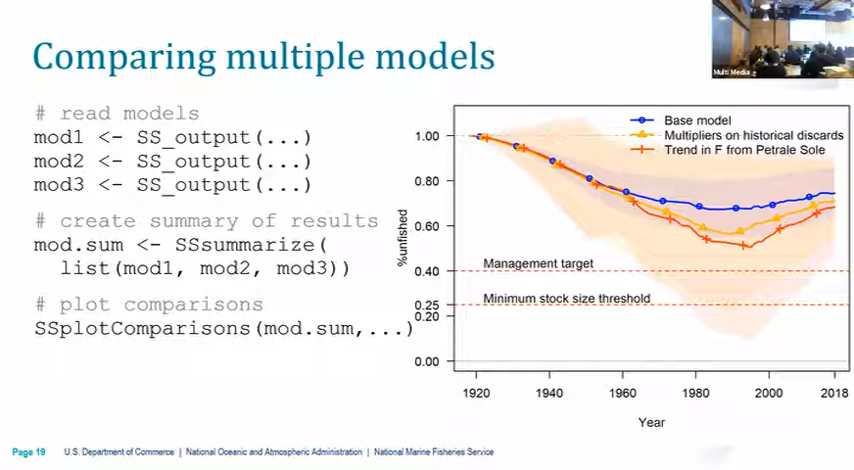 Comparing multiple models
Multi Media
# read models
mod1 <- SS_output(...)
mod2 <- SS_output(...)
mod3 <- SS_output(...)
# create summary of results
mod.sum <- SSsummarize(
list(mod1, mod2, mod3))
# plot comparisons
SSplotComparisons(mod.sum,...)
Base model
Multipliers on historical discards
Trend in F from Petrale Sole
%unfished
1.00
0.80
0.60
0.40
0.25
0.20
0.00
Management target
Minimum stock size threshold
1920 1940 1960 1980 2000 2018
Year
Page 19 U.S. Department of Commerce | National Oceanic and Atmospheric Administration | National Marine Fisheries Service